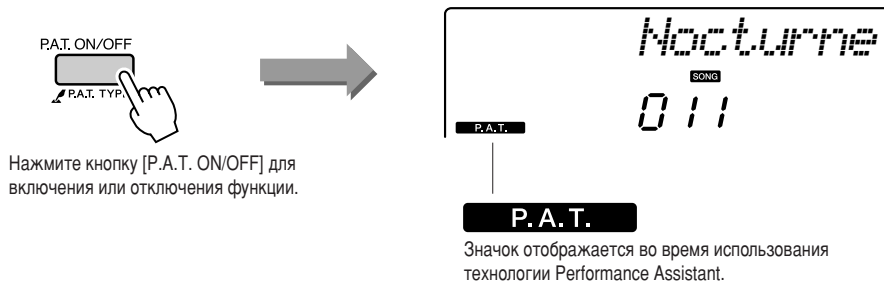 P.A.T. ON/OFF
P.A.T. TYP
Нажмите кнопку [P.A.T. ON/OFF] для
включения или отключения функции.
Nocturne
SONG
011
P.A.T.
P.A.T.
Значок отображается во время использования
технологии Performance Assistant.